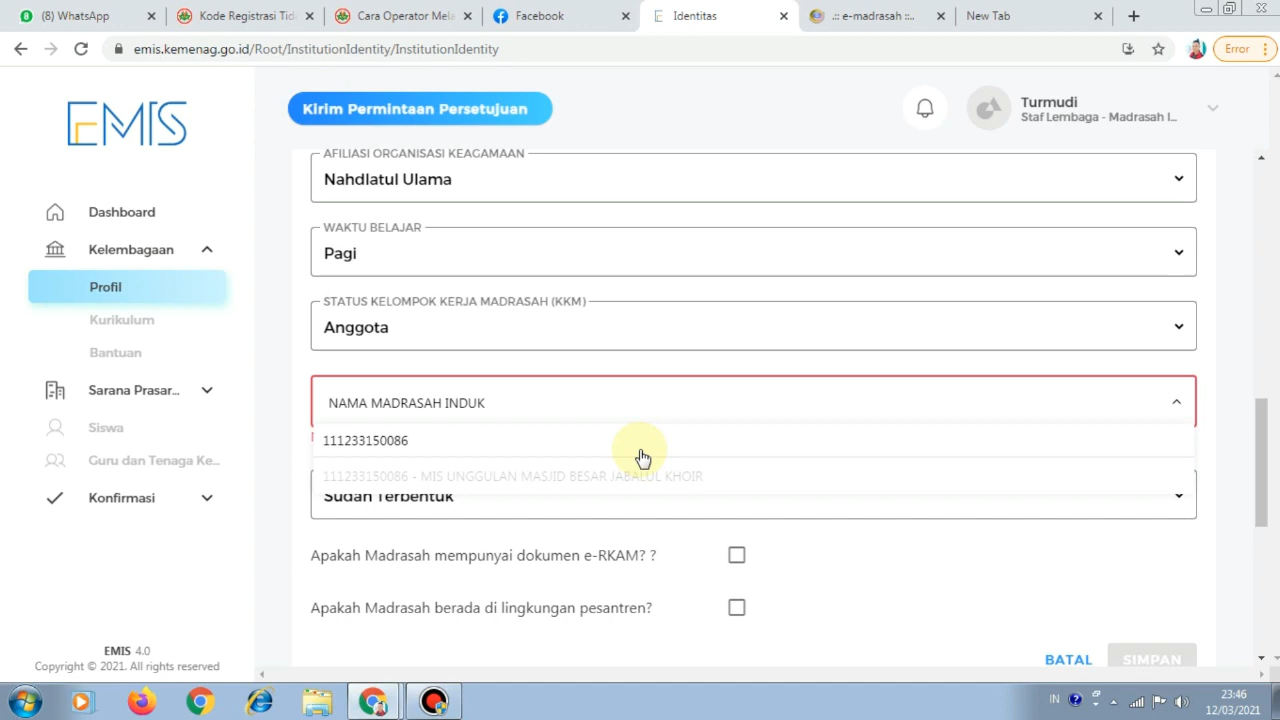 (8) WhatsApp
Kode Registrasi Tida
Cara Operator Mela
Facebook
Identitas
.:: e-madrasah ::.
New Tab
emis.kemenag.go.id/Root/InstitutionIdentity/InstitutionIdentity
Error
EMIS
Kirim Permintaan Persetujuan
Turmudi
Staf Lembaga - Madrasah I...
Dashboard
Kelembagaan
Profil
Kurikulum
Bantuan
Sarana Prasar...
Siswa
Guru dan Tenaga Ke...
Konfirmasi
AFILIASI ORGANISASI KEAGAMAAN
Nahdlatul Ulama
WAKTU BELAJAR
Pagi
STATUS KELOMPOK KERJA MADRASAH (KKM)
Anggota
NAMA MADRASAH INDUK
111233150086
111233150086 - MIS UNGGULAN MASJID BESAR JABALUL KHOIR
Sudah Terbentuk
Apakah Madrasah mempunyai dokumen e-RKAM? ?
Apakah Madrasah berada di lingkungan pesantren?
BATAL
SIMPAN
EMIS 4.0
Copyright © 2021. All rights reserved
IN
23:46
12/03/2021